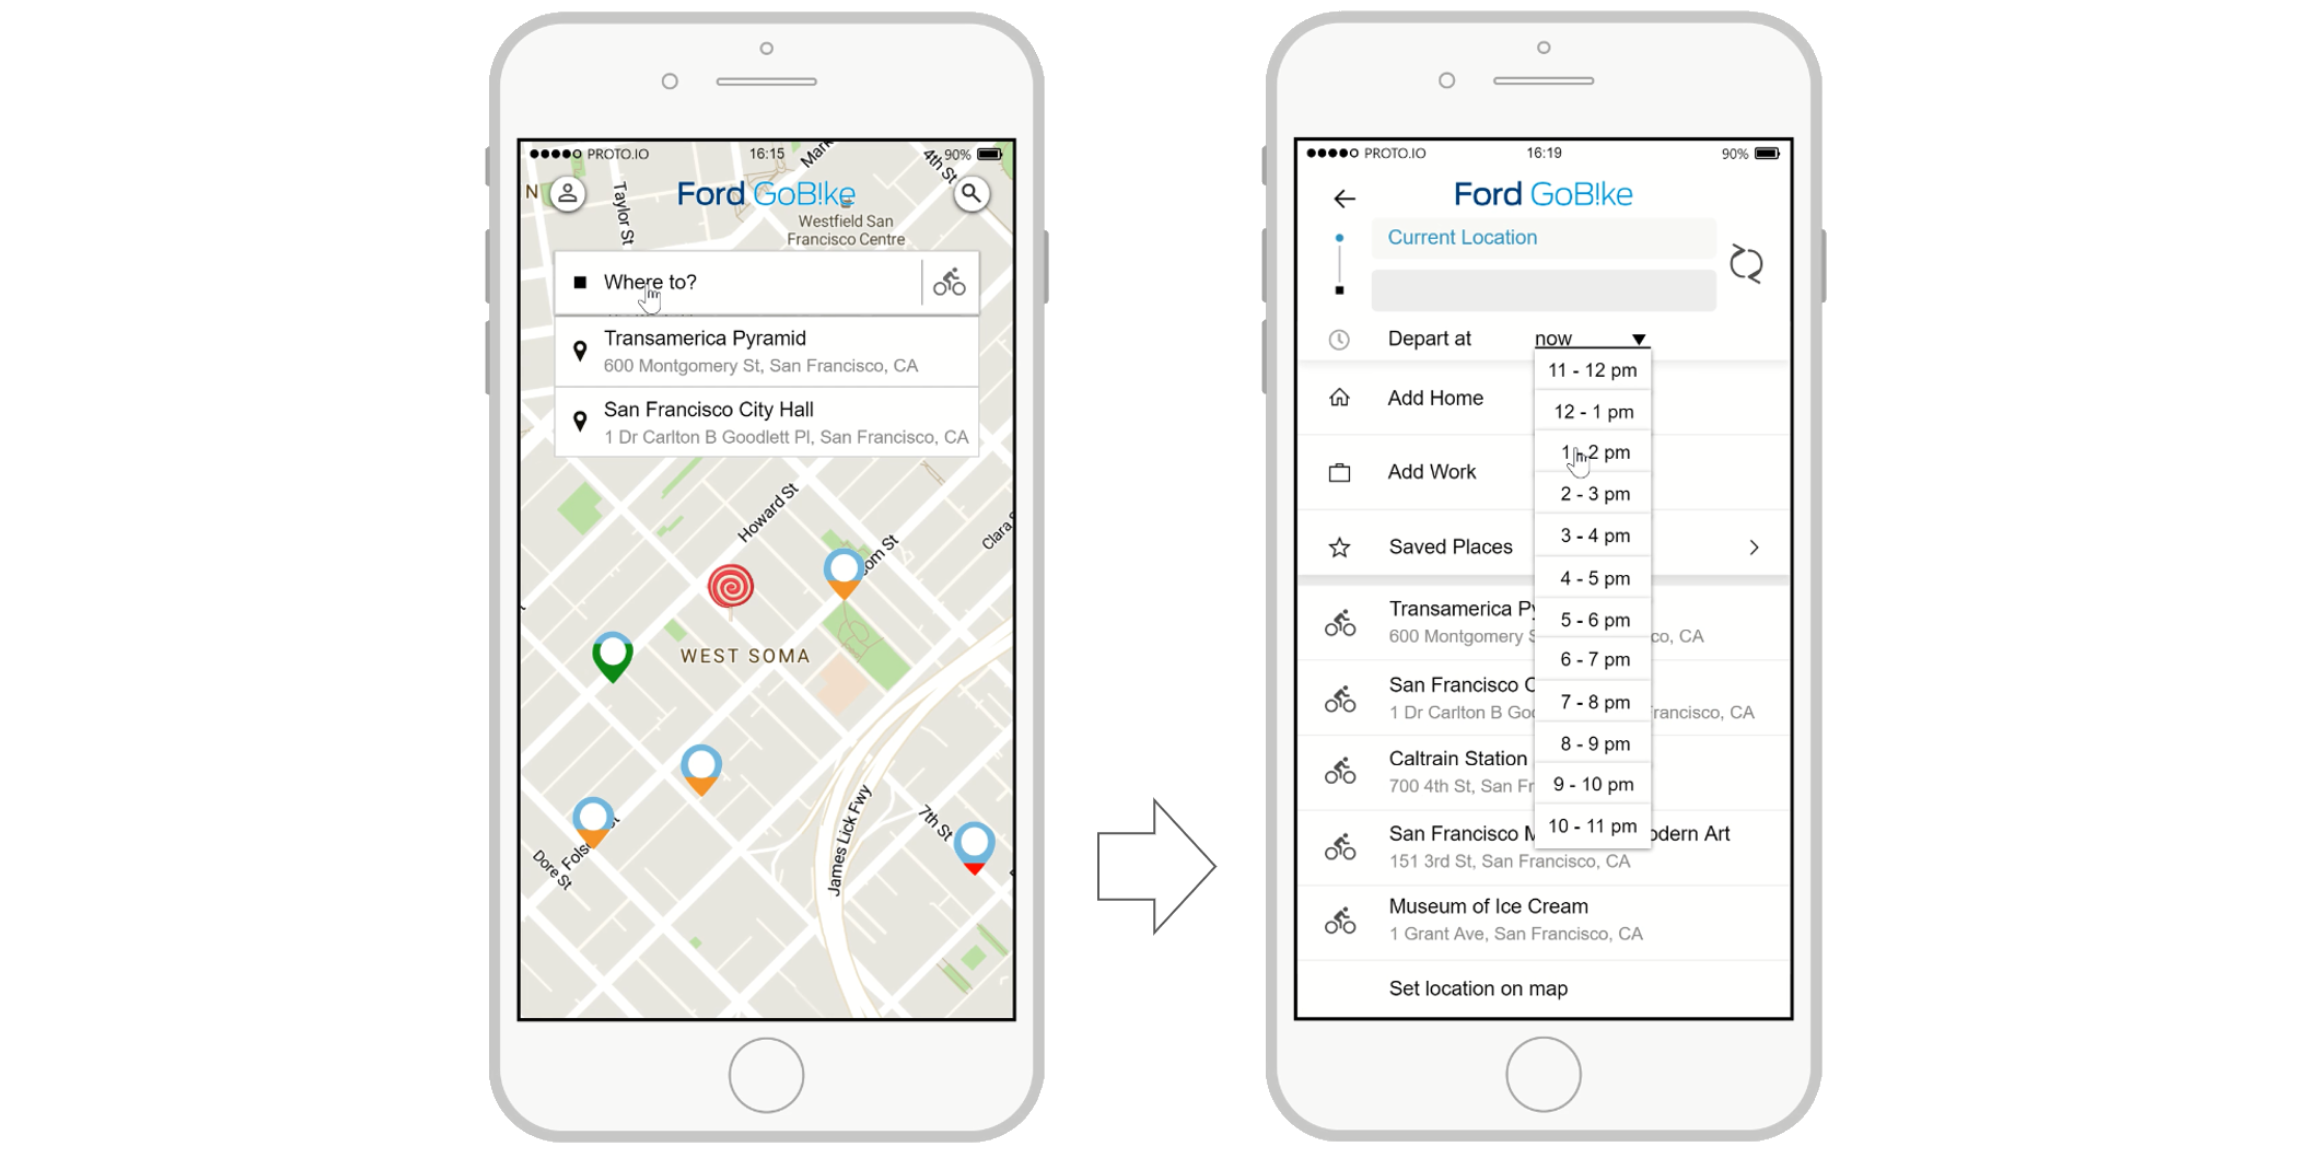 PROTO.IO
16:15
90%
Mark
4th St
N
Taylor St
Ford GoB!ke
Westfield San
Francisco Centre
Where to?
Transamerica Pyramid
600 Montgomery St, San Francisco, CA
San Francisco City Hall
1 Dr Carlton B Goodlett Pl, San Francisco, CA
Howard St
om St
Clara S
WEST SOMA
James Lick Fwy
7th St
Fols
st
Dore St
PROTO.IO
16:19
90%
Ford GoB!ke
Current Location
Depart at
now
11 - 12 pm
12 - 1 pm
1 - 2 pm
2 - 3 pm
3 - 4 pm
4 - 5 pm
5 - 6 pm
6 - 7 pm
7 - 8 pm
8 - 9 pm
9 - 10 pm
10 - 11 pm
Add Home
Add Work
Saved Places
Transamerica Py
600 Montgomery S co, CA
San Francisco C
1 Dr Carlton B Goo rancisco, CA
Caltrain Station
700 4th St, San Fr
San Francisco M odern Art
151 3rd St, San Francisco, CA
Museum of Ice Cream
1 Grant Ave, San Francisco, CA
Set location on map